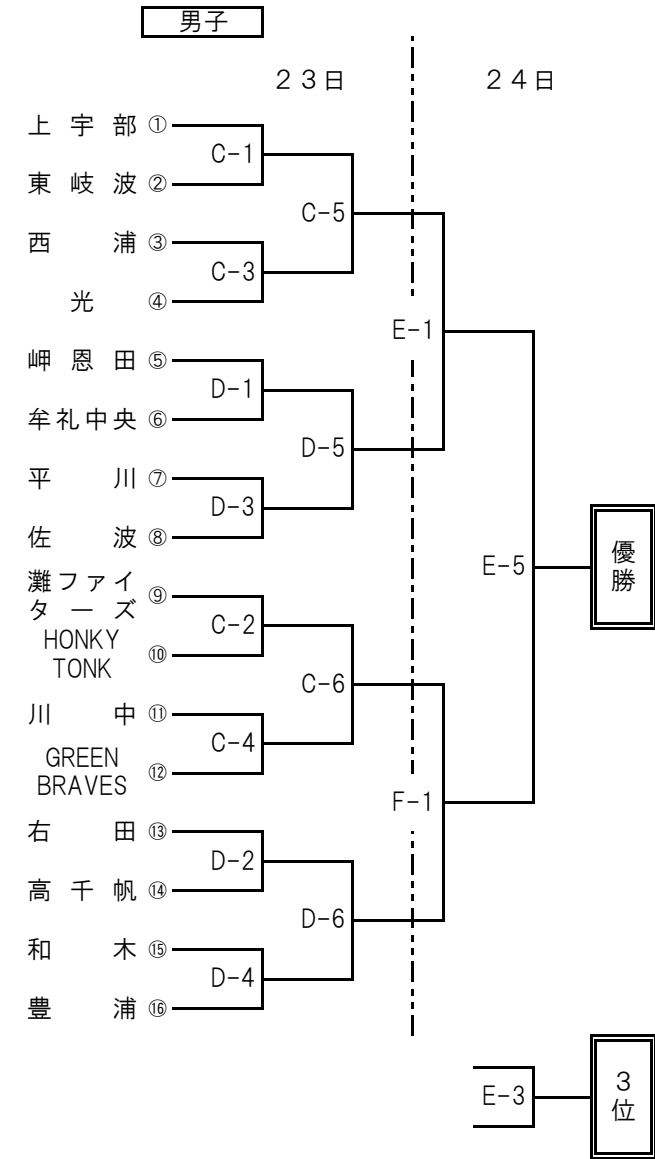 男子
２３日
２４日
上宇部 ①
C-1
東岐波 ②
C-5
西浦 ③
C-3
光 ④
E-1
岬恩田 ⑤
D-1
牟礼中央 ⑥
D-5
平川 ⑦
D-3
佐波 ⑧
E-5
優勝
灘ファイ
ターズ ⑨
C-2
HONKY
TONK ⑩
C-6
川中 ⑪
C-4
GREEN
BRAVES ⑫
F-1
右田 ⑬
D-2
高千帆 ⑭
D-6
和木 ⑮
D-4
豊浦 ⑯
E-3
３位